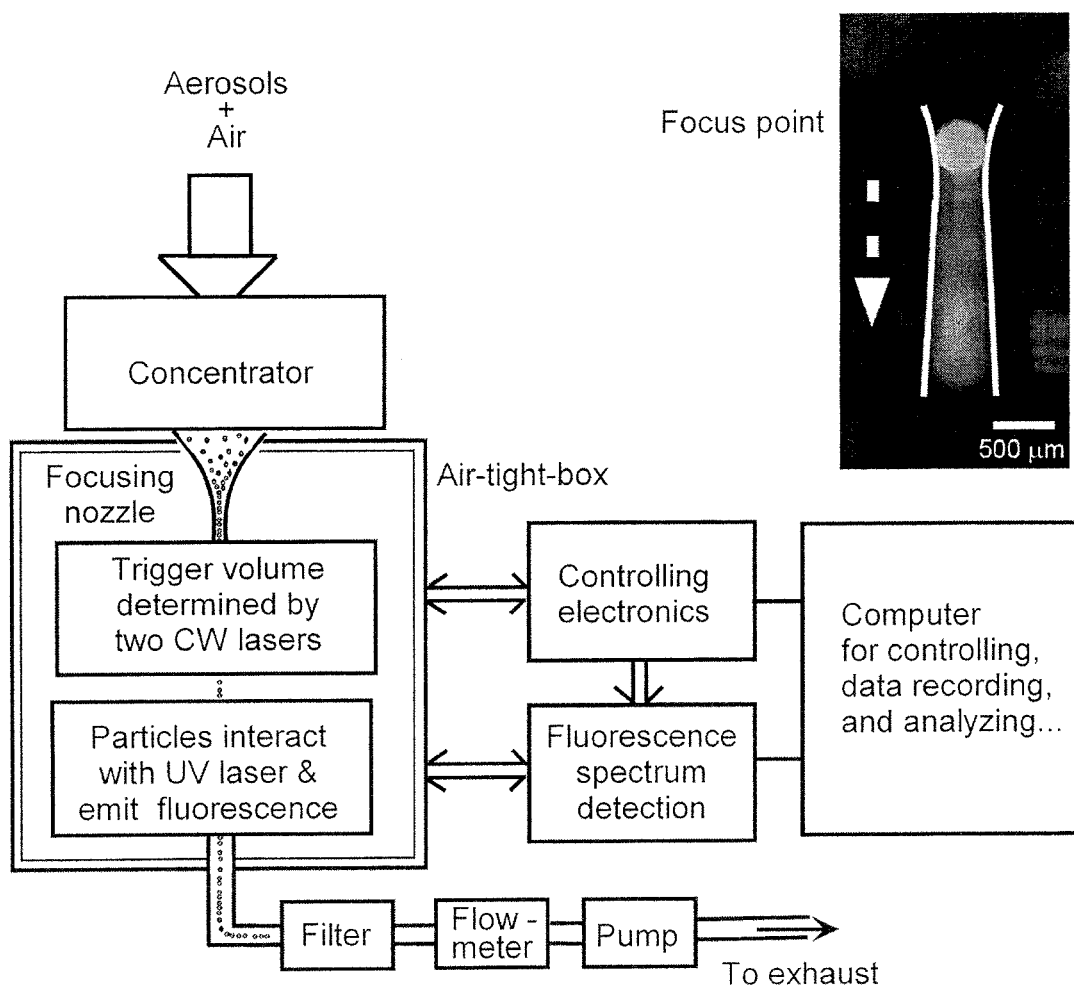 Aerosols
+
Air
Focus point
500 μm
Concentrator
Focusing
nozzle
Air-tight-box
Trigger volume
determined by
two CW lasers
Controlling
electronics
Computer
for controlling,
data recording,
and analyzing...
Particles interact
with UV laser &
emit fluorescence
Fluorescence
spectrum
detection
Filter
Flow -
meter
Pump
To exhaust